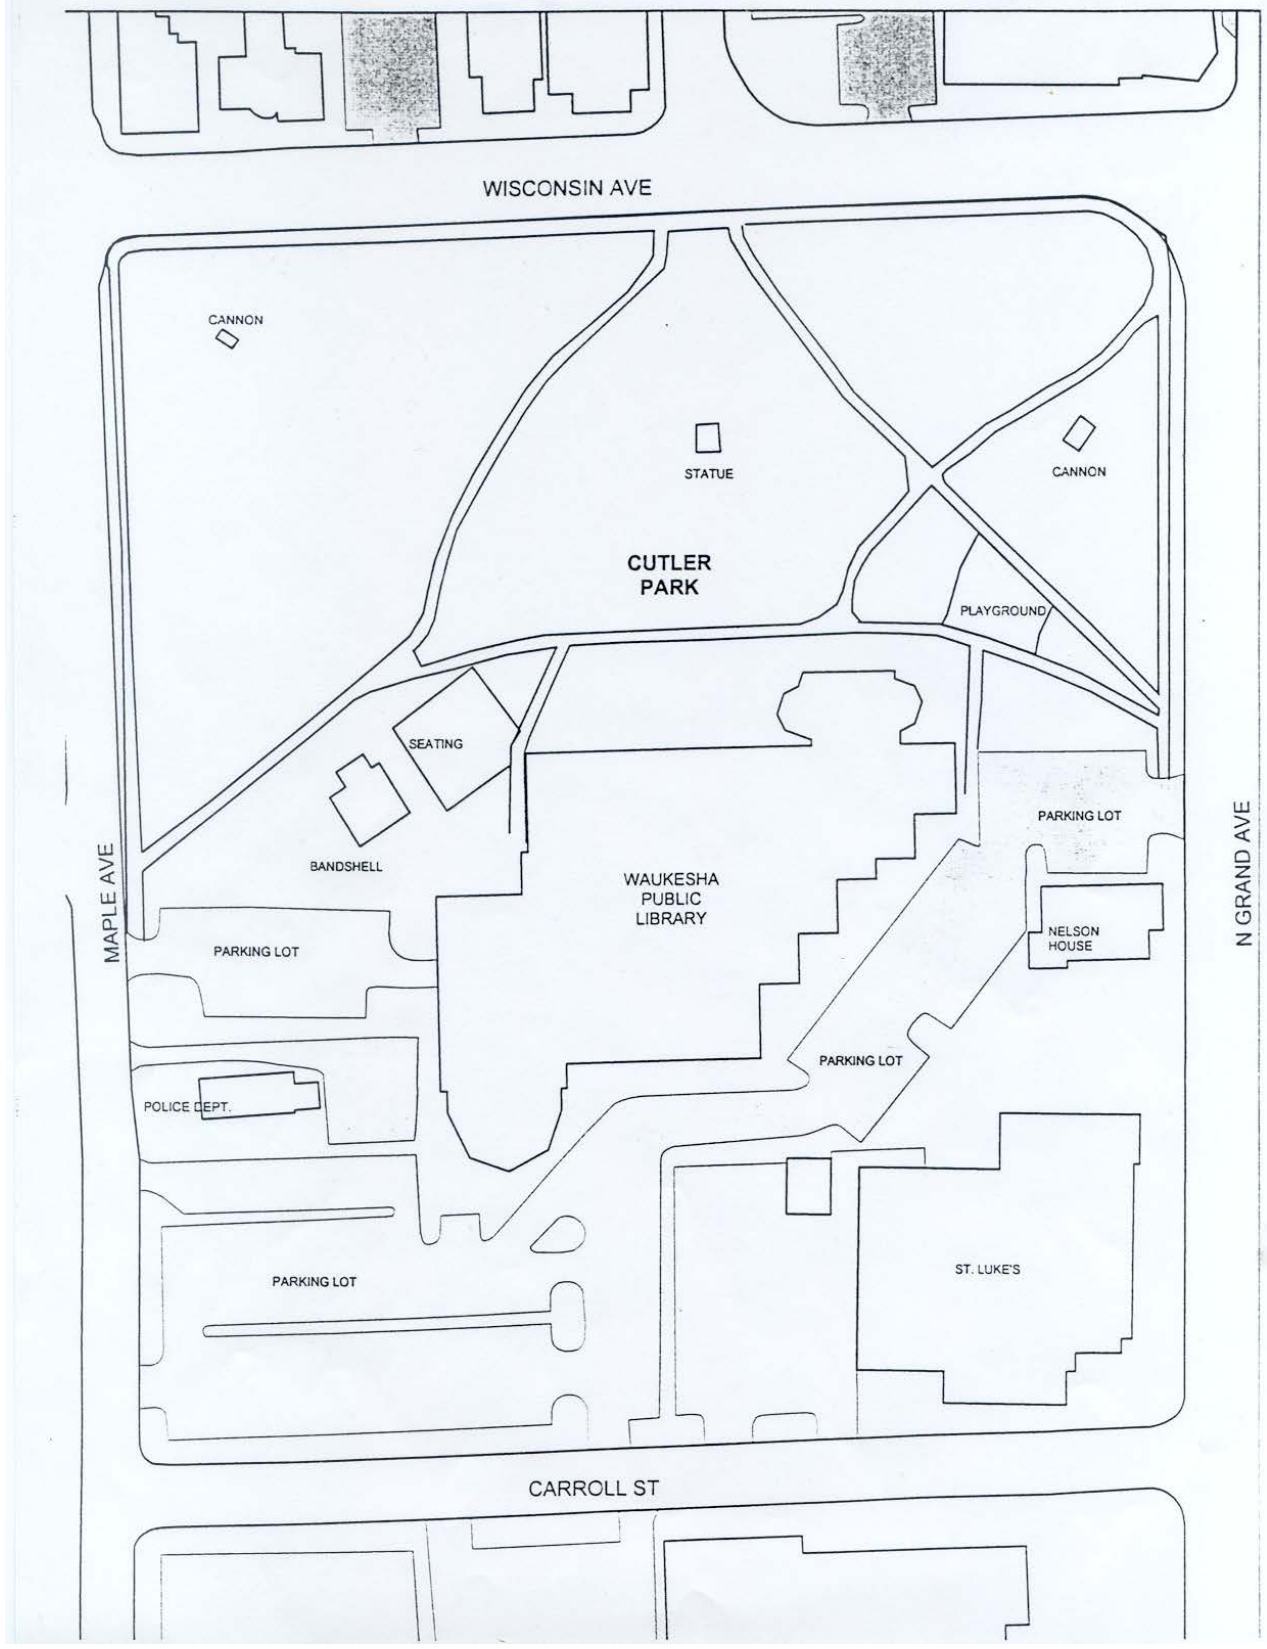 WISCONSIN AVE
CANNON
STATUE
CANNON
CUTLER
PARK
PLAYGROUND
SEATING
PARKING LOT
BANDSHELL
MAPLE AVE
WAUKESHA
PUBLIC
LIBRARY
N GRAND AVE
NELSON
HOUSE
PARKING LOT
PARKING LOT
POLICE DEPT.
ST. LUKE'S
PARKING LOT
CARROLL ST